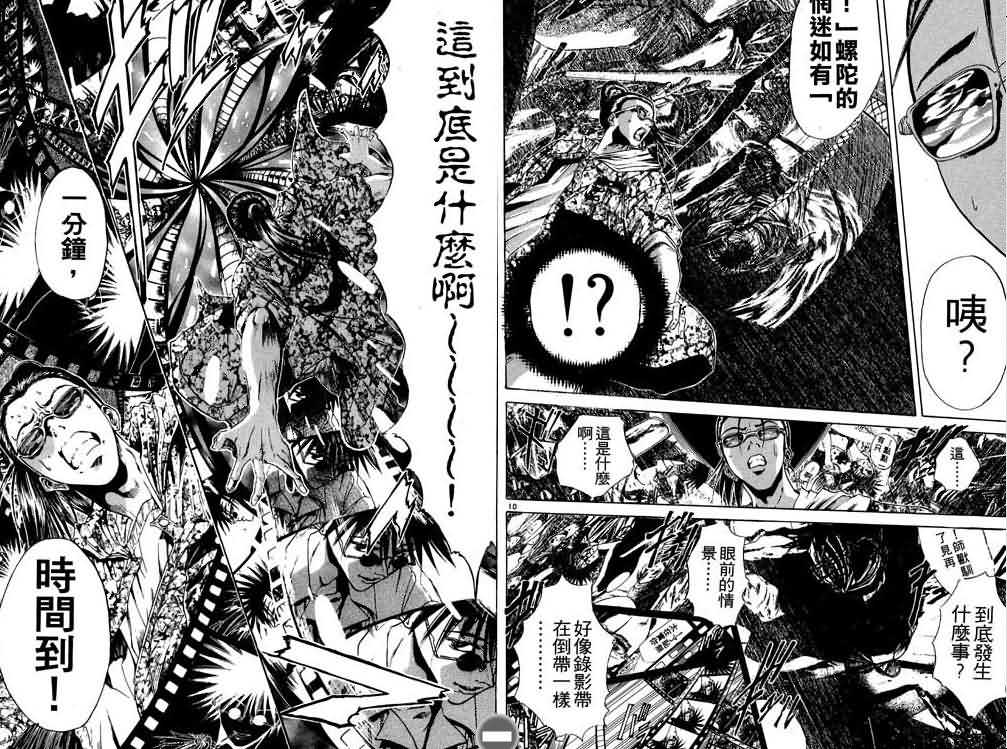 ！」螺陀的
迷如有「
咦？
！？
這⋯⋯
這是什麼
啊⋯⋯
10
師獸馴
了見再
到底發生
什麼事？
眼前的情
景⋯⋯
好像錄影帶
在倒帶一樣
⋯⋯⋯
這到底是什麼啊～～～～～！
一分鐘，
時間到！